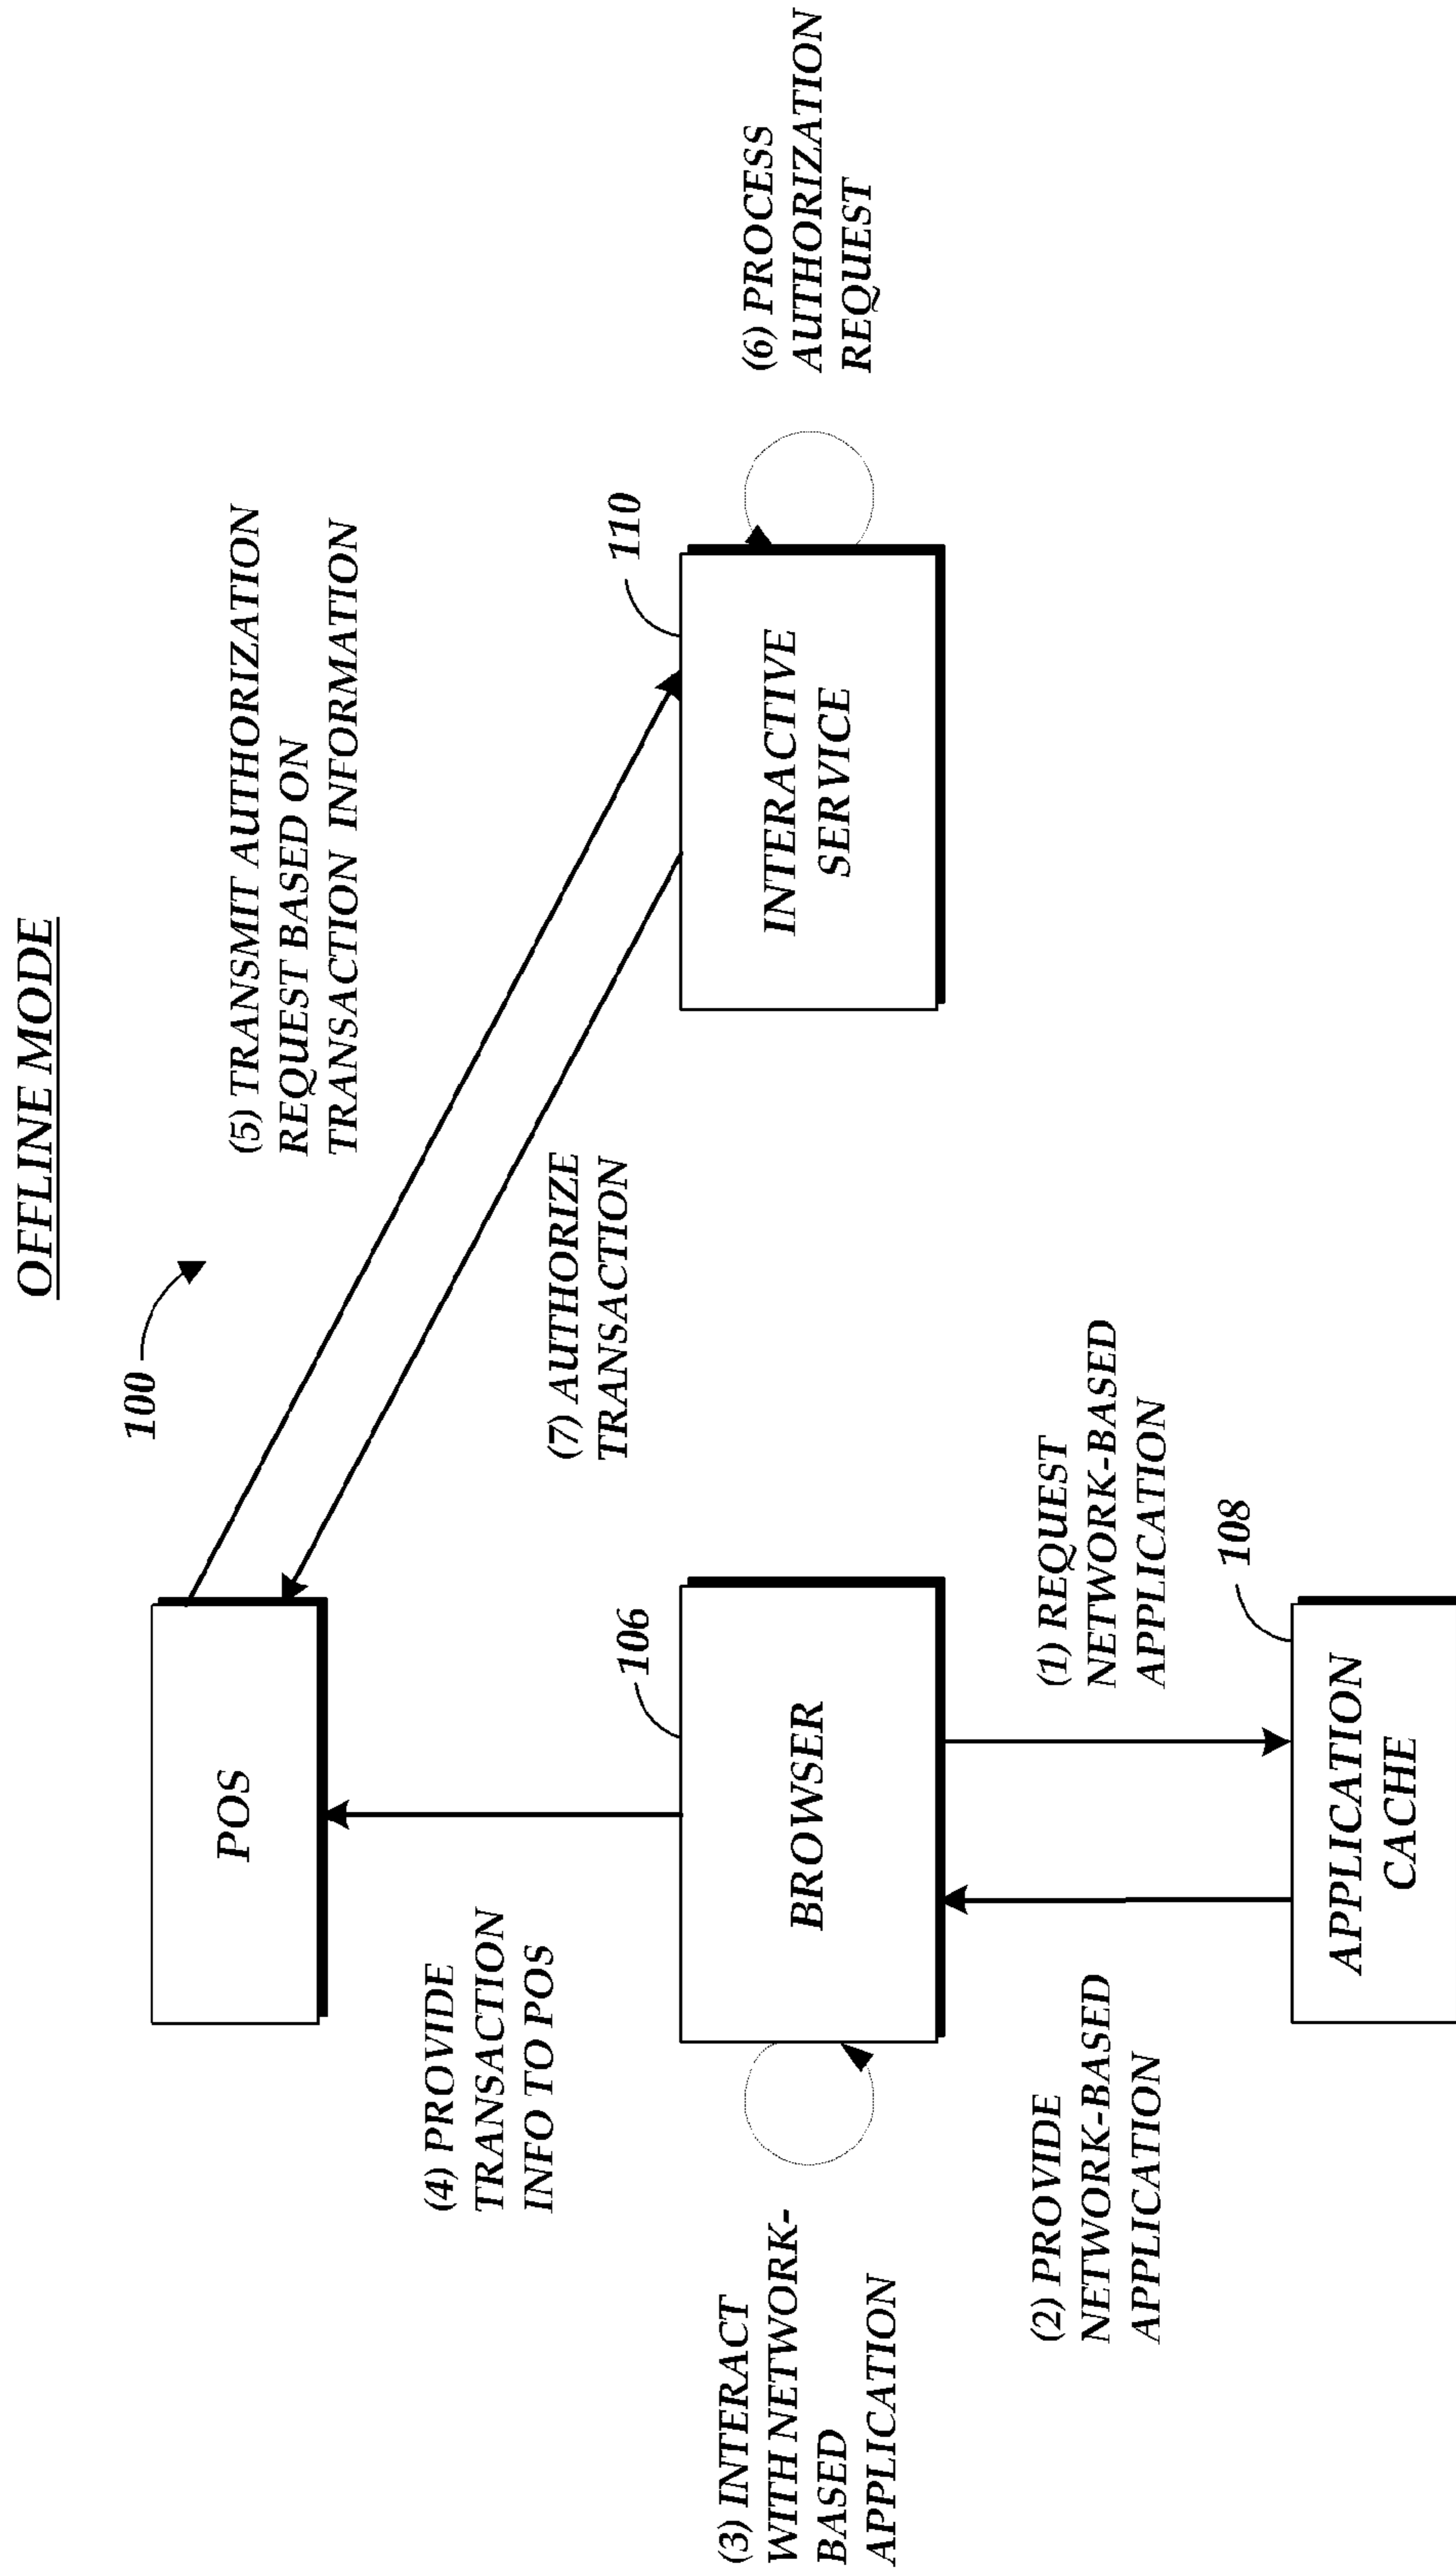 OFFLINE MODE
100
(5) TRANSMIT AUTHORIZATION
REQUEST BASED ON
TRANSACTION INFORMATION
POS
(4) PROVIDE
TRANSACTION
INFO TO POS
(7) AUTHORIZE
TRANSACTION
106
110
(3) INTERACT
WITH NETWORK-
BASED
APPLICATION
BROWSER
INTERACTIVE
SERVICE
(6) PROCESS
AUTHORIZATION
REQUEST
(2) PROVIDE
NETWORK-BASED
APPLICATION
(1) REQUEST
NETWORK-BASED
APPLICATION
108
APPLICATION
CACHE